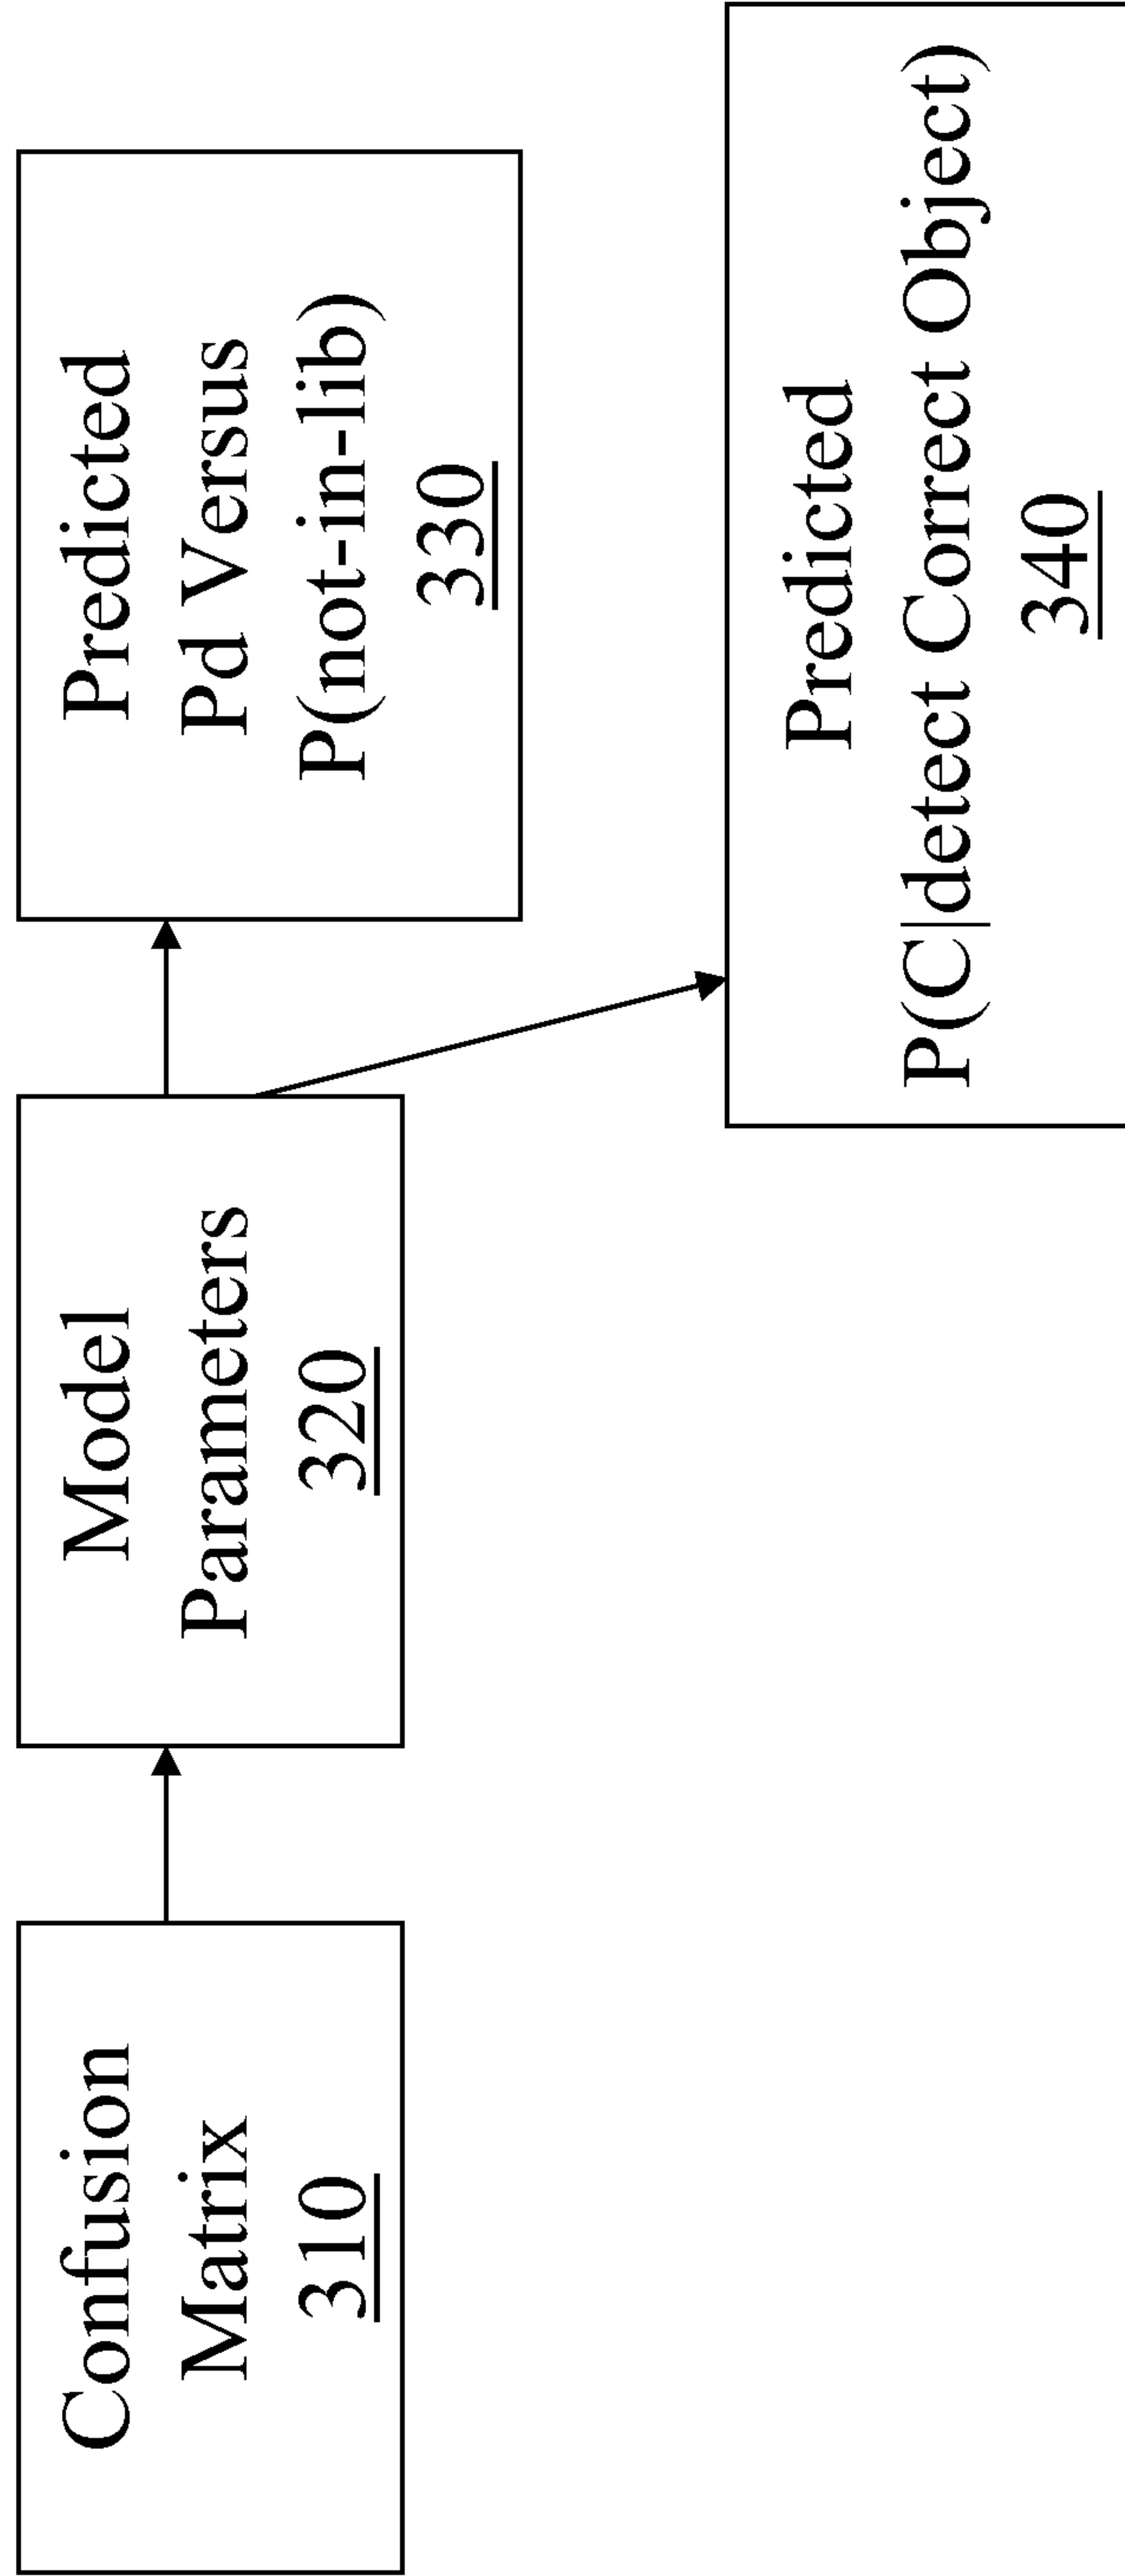 Confusion
Matrix
310
Model
Parameters
320
Predicted
Pd Versus
P(not-in-lib)
330
Predicted
P(C|detect Correct Object)
340